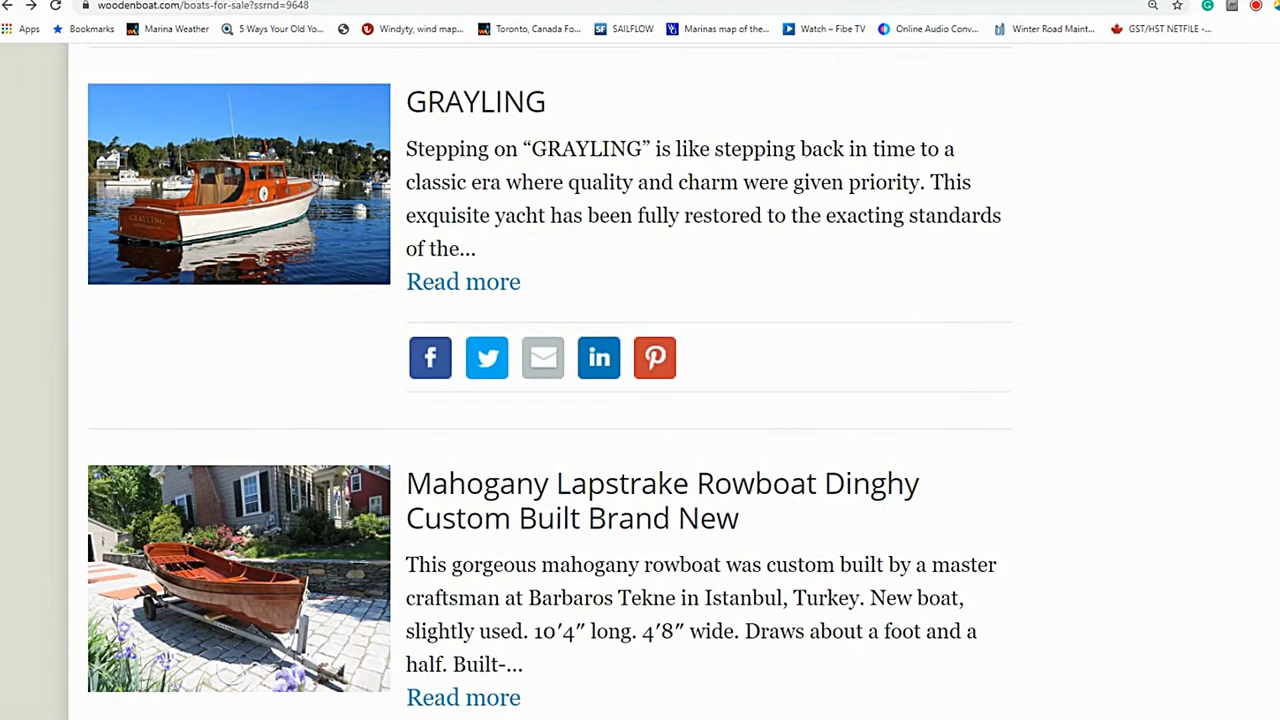 woodenboat.com/boats-for-sale?ssrnd=9648
Apps Bookmarks Marina Weather 5 Ways Your Old Yo... Windyty, wind map... Toronto, Canada Fo... SAILFLOW Marinas map of the... Watch – Fibe TV Online Audio Conv... Winter Road Maint... GST/HST NETFILE -...
GRAYLING
Stepping on “GRAYLING” is like stepping back in time to a
classic era where quality and charm were given priority. This
exquisite yacht has been fully restored to the exacting standards
of the...
Read more
Mahogany Lapstrake Rowboat Dinghy
Custom Built Brand New
This gorgeous mahogany rowboat was custom built by a master
craftsman at Barbaros Tekne in Istanbul, Turkey. New boat,
slightly used. 10′4″ long. 4′8″ wide. Draws about a foot and a
half. Built-...
Read more